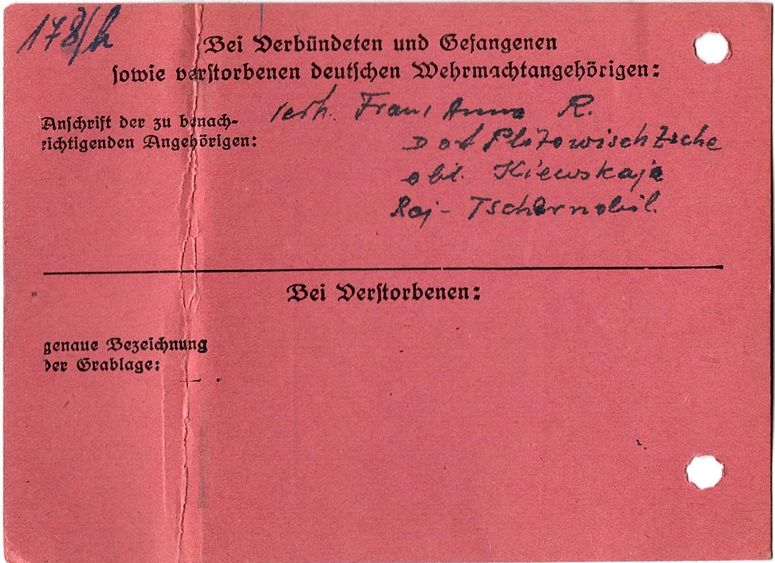 178/h
Bei Verbündeten und Gefangenen
sowie verstorbenen deutschen Wehrmachtangehörigen:
Anschrift der zu benach-
richtigenden Angehörigen:
verh. Frau: Anna R.
Dorf Plotowischtsche
obl. Kiewskaja
Raj- Tschernobil.
Bei Verstorbenen:
genaue Bezeichnung
der Grablage: